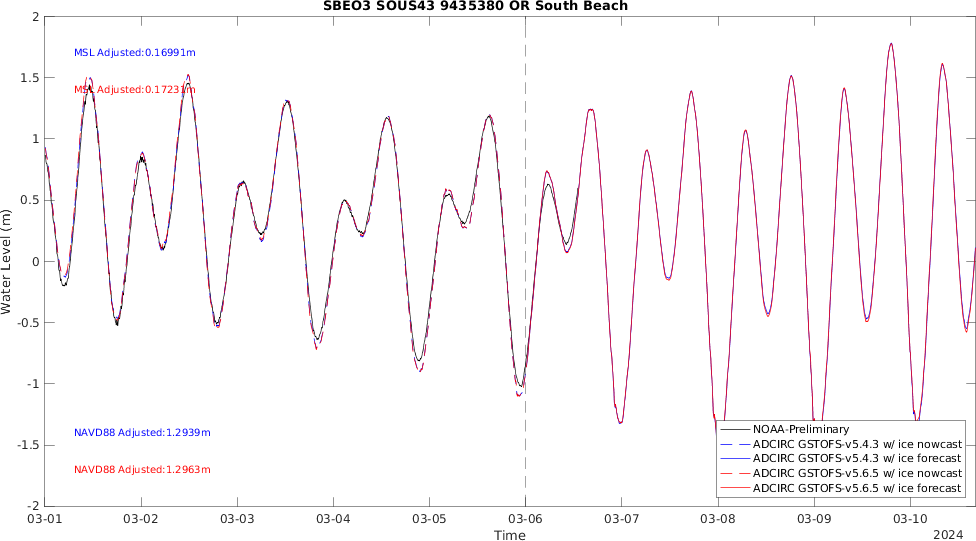 SBEO3 SOUS43 9435380 OR South Beach
2
1.5
1
0.5
0
-0.5
-1
-1.5
-2
Water Level (m)
MSL Adjusted:0.16991m
MSL Adjusted:0.17231m
NAVD88 Adjusted:1.2939m
NAVD88 Adjusted:1.2963m
NOAA-Preliminary
ADCIRC GSTOFS-v5.4.3 w/ ice nowcast
ADCIRC GSTOFS-v5.4.3 w/ ice forecast
ADCIRC GSTOFS-v5.6.5 w/ ice nowcast
ADCIRC GSTOFS-v5.6.5 w/ ice forecast
03-01 03-02 03-03 03-04 03-05 03-06 03-07 03-08 03-09 03-10
Time
2024